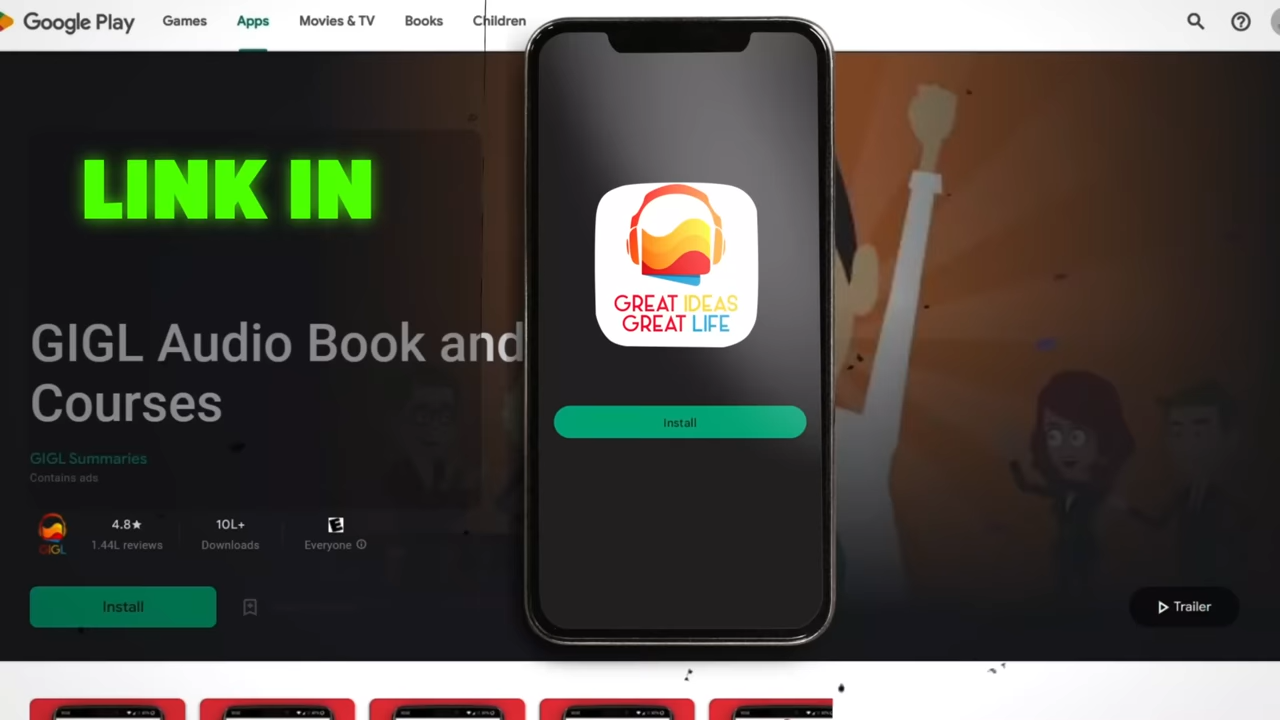 Google Play
Games
Apps
Movies & TV
Books
Children
LINK IN
GIGL Audio Book and
Courses
GIGL Summaries
Contains ads
GIGL
4.8★
1.44L reviews
10L+
Downloads
E
Everyone
Install
Trailer
GREAT IDEAS
GREAT LIFE
Install